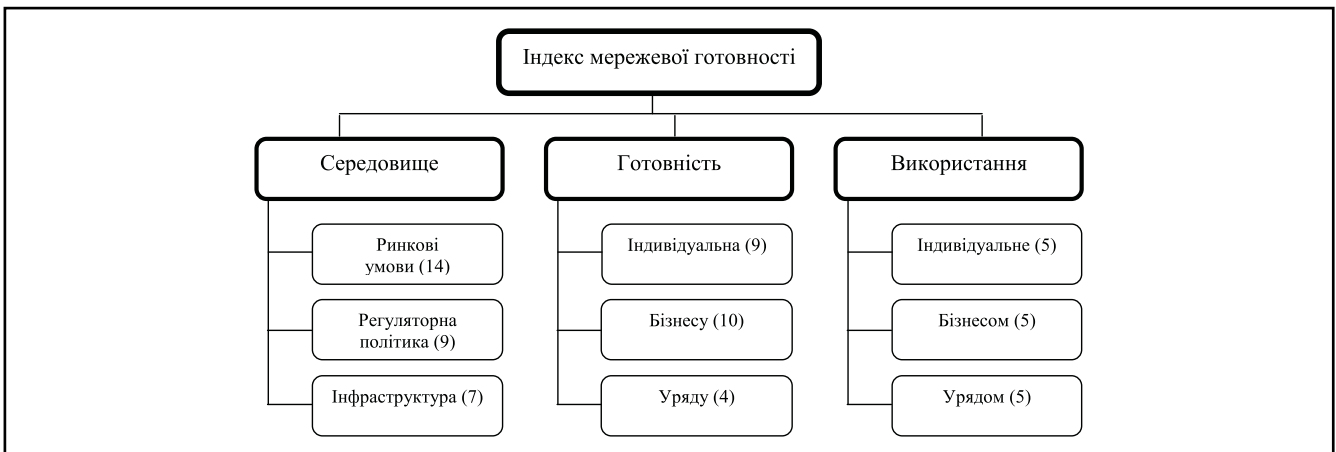 Індекс мережевої готовності
Середовище
Ринкові
умови (14)
Регуляторна
політика (9)
Інфраструктура (7)
Готовність
Індивідуальна (9)
Бізнесу (10)
Уряду (4)
Використання
Індивідуальне (5)
Бізнесом (5)
Урядом (5)